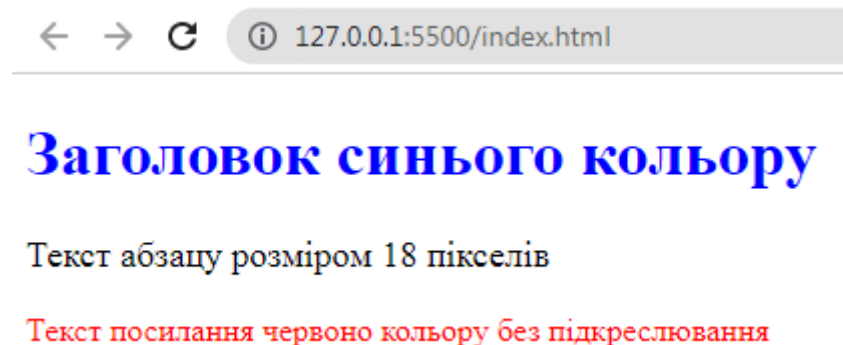 127.0.0.1:5500/index.html
Заголовок синього кольору
Текст абзацу розміром 18 пікселів
Текст посилання червоно кольору без підкреслювання